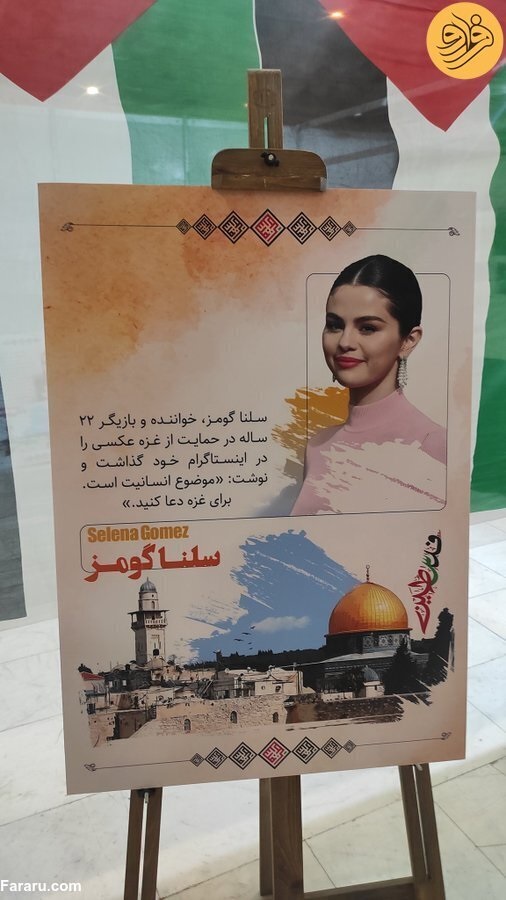 فرارو
سلنا گومز، خواننده و بازیگر ۲۲
ساله در حمایت از غزه عکسی را
در اینستاگرام خود گذاشت و
نوشت: «موضوع انسانیت است.
برای غزه دعا کنید.»
Selena Gomez
سلنا گومز
Fararu.com